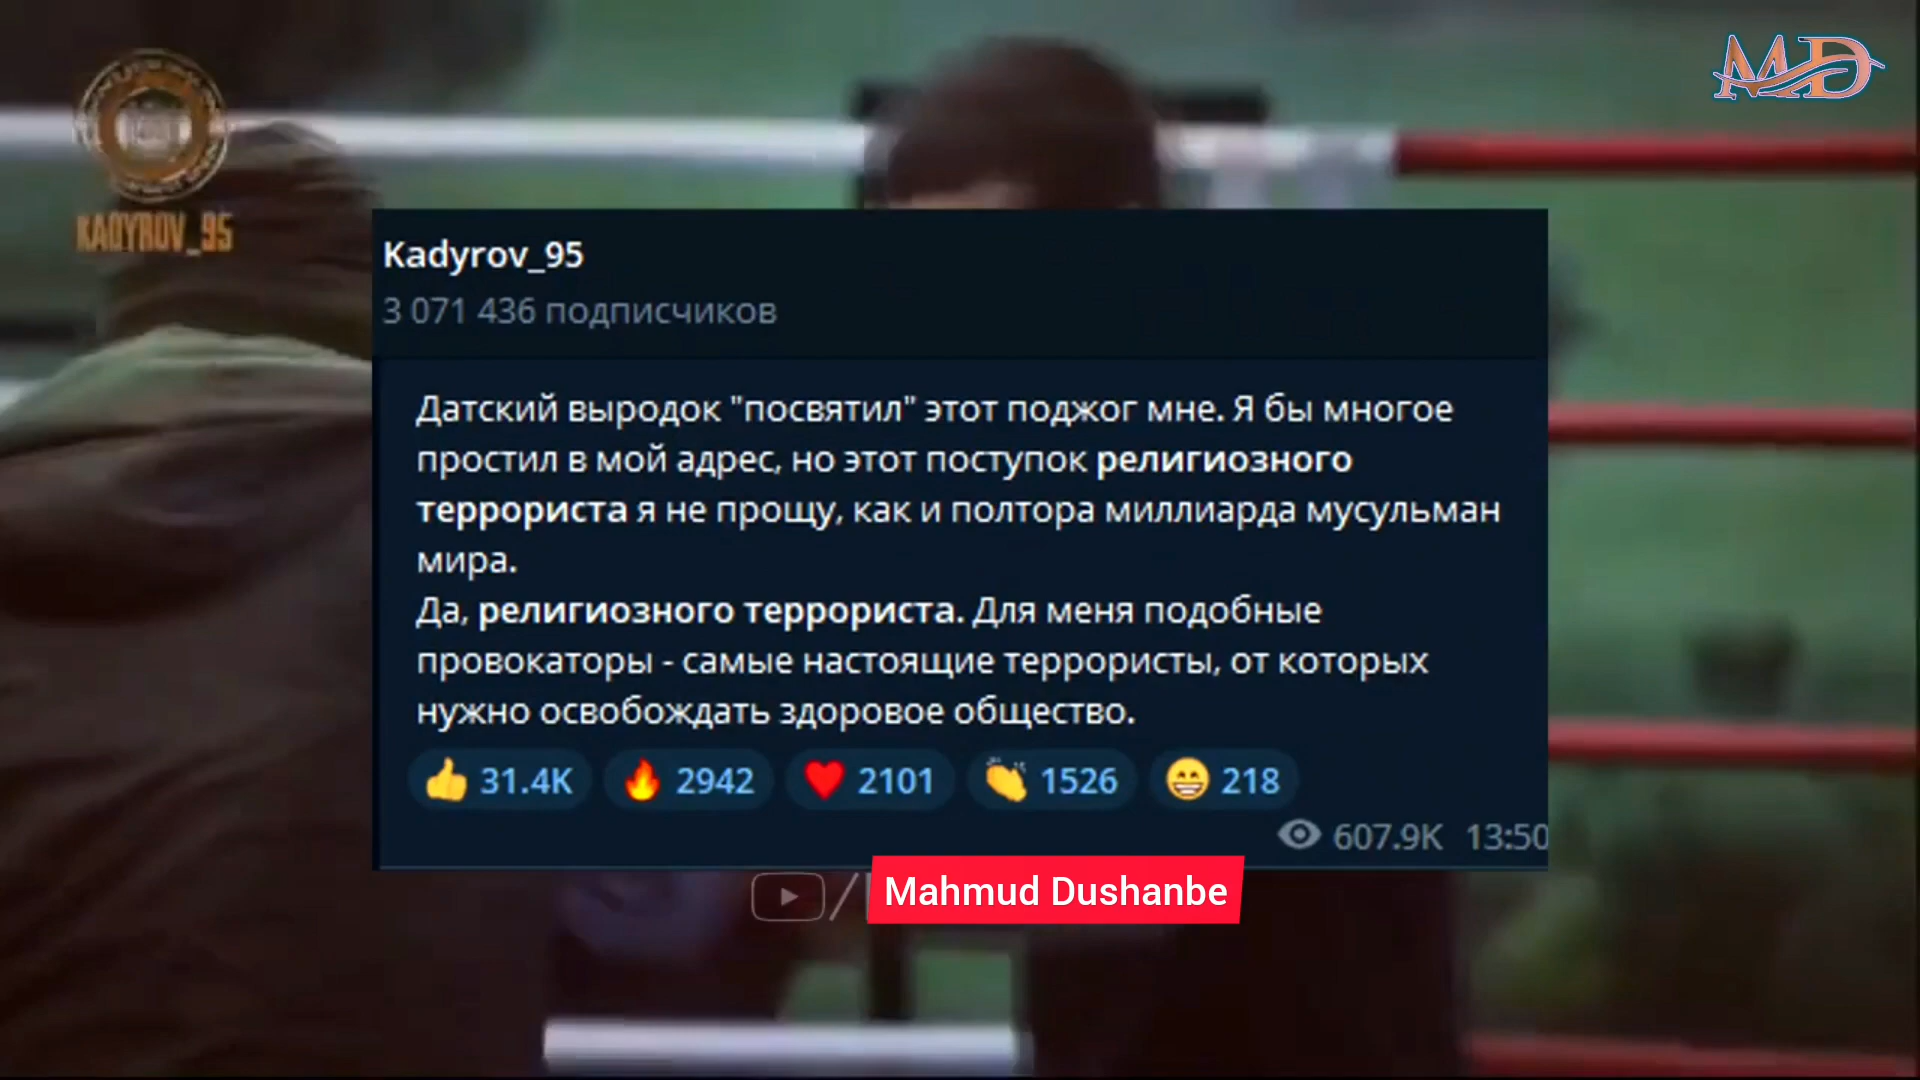 MD
KADYROV_95
Kadyrov_95
3 071 436 подписчиков
Датский выродок "посвятил" этот поджог мне. Я бы многое
простил в мой адрес, но этот поступок религиозного
террориста я не прощу, как и полтора миллиарда мусульман
мира.
Да, религиозного террориста. Для меня подобные
провокаторы - самые настоящие террористы, от которых
нужно освобождать здоровое общество.
👍 31.4K 🔥 2942 ❤️ 2101 👏 1526 😁 218
607.9K 13:50
/ Mahmud Dushanbe